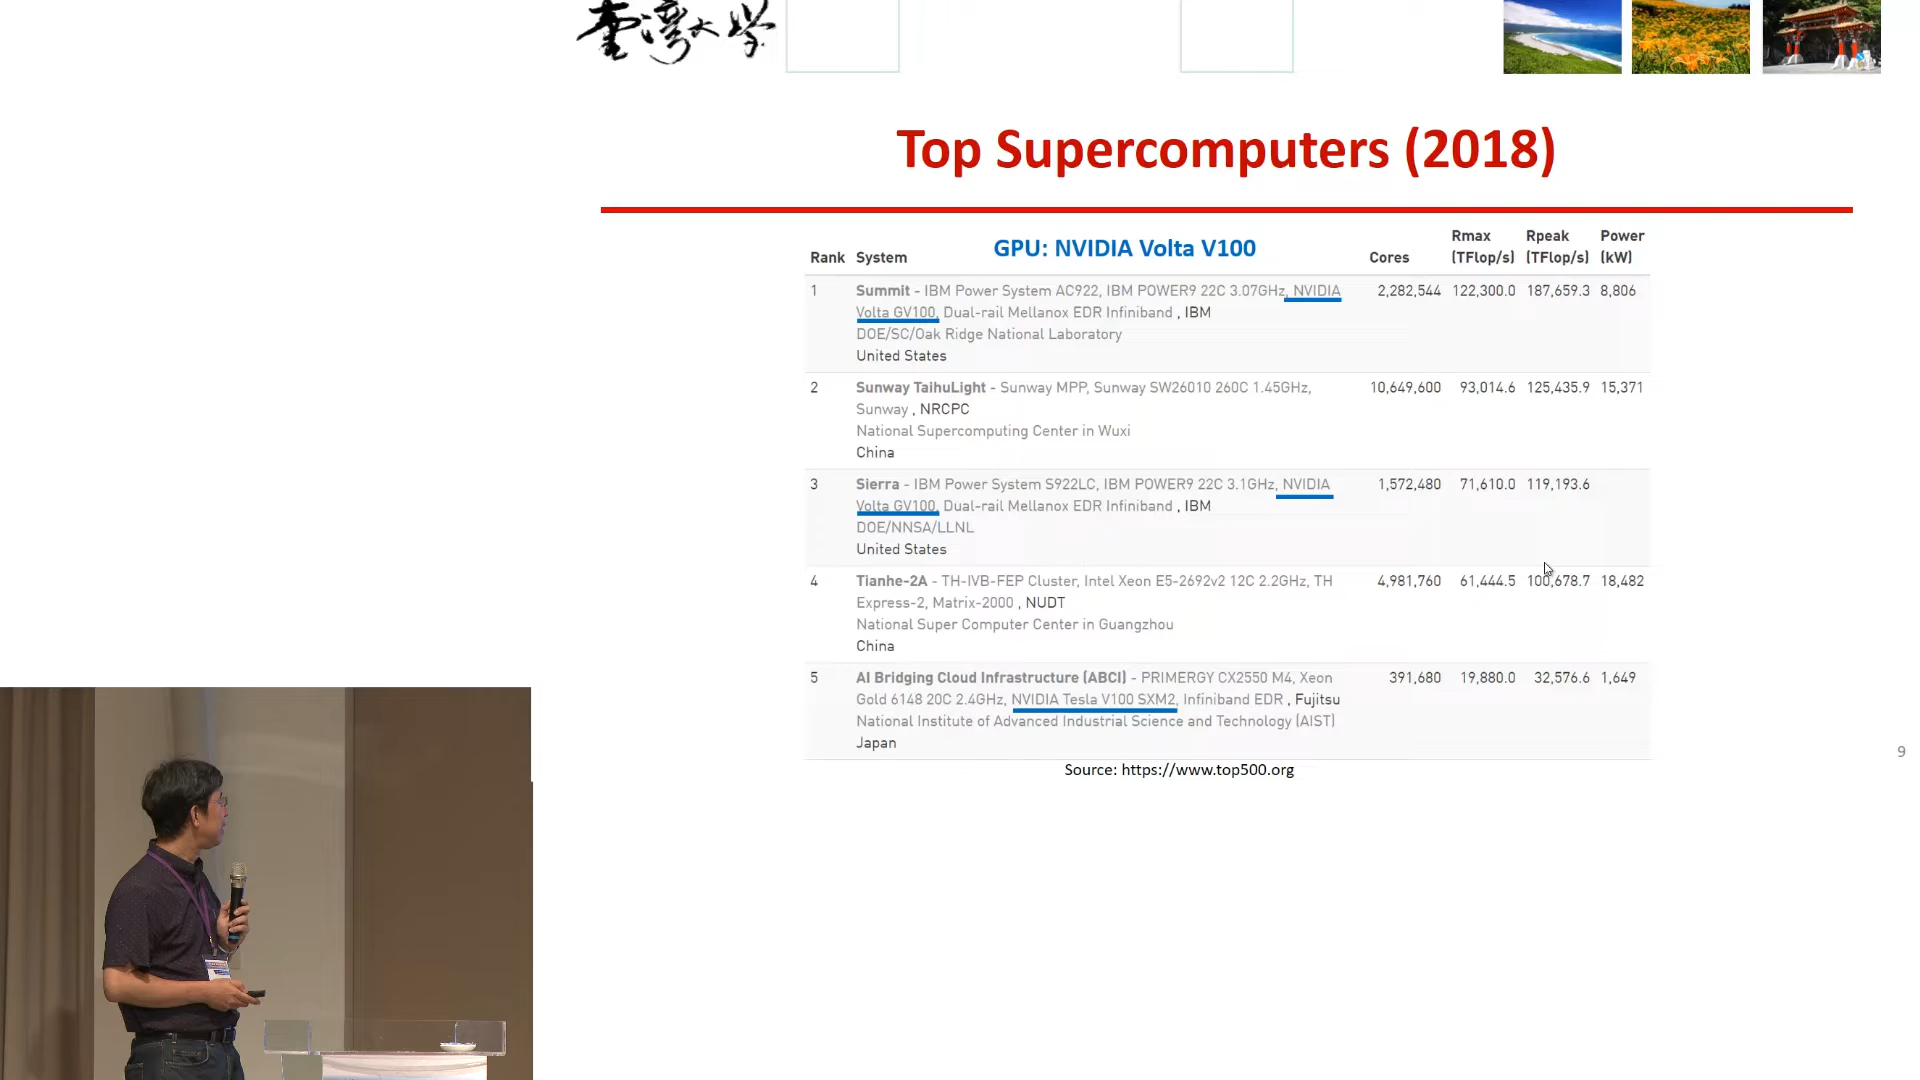 臺灣大學
Top Supercomputers (2018)
GPU: NVIDIA Volta V100
Rank System Cores Rmax (TFlop/s) Rpeak (TFlop/s) Power (kW)
1 Summit - IBM Power System AC922, IBM POWER9 22C 3.07GHz, NVIDIA 2,282,544 122,300.0 187,659.3 8,806
Volta GV100, Dual-rail Mellanox EDR Infiniband , IBM
DOE/SC/Oak Ridge National Laboratory
United States
2 Sunway TaihuLight - Sunway MPP, Sunway SW26010 260C 1.45GHz, 10,649,600 93,014.6 125,435.9 15,371
Sunway , NRCPC
National Supercomputing Center in Wuxi
China
3 Sierra - IBM Power System S922LC, IBM POWER9 22C 3.1GHz, NVIDIA 1,572,480 71,610.0 119,193.6
Volta GV100, Dual-rail Mellanox EDR Infiniband , IBM
DOE/NNSA/LLNL
United States
4 Tianhe-2A - TH-IVB-FEP Cluster, Intel Xeon E5-2692v2 12C 2.2GHz, TH 4,981,760 61,444.5 100,678.7 18,482
Express-2, Matrix-2000 , NUDT
National Super Computer Center in Guangzhou
China
5 AI Bridging Cloud Infrastructure (ABCI) - PRIMERGY CX2550 M4, Xeon 391,680 19,880.0 32,576.6 1,649
Gold 6148 20C 2.4GHz, NVIDIA Tesla V100 SXM2, Infiniband EDR , Fujitsu
National Institute of Advanced Industrial Science and Technology (AIST)
Japan
Source: https://www.top500.org
9